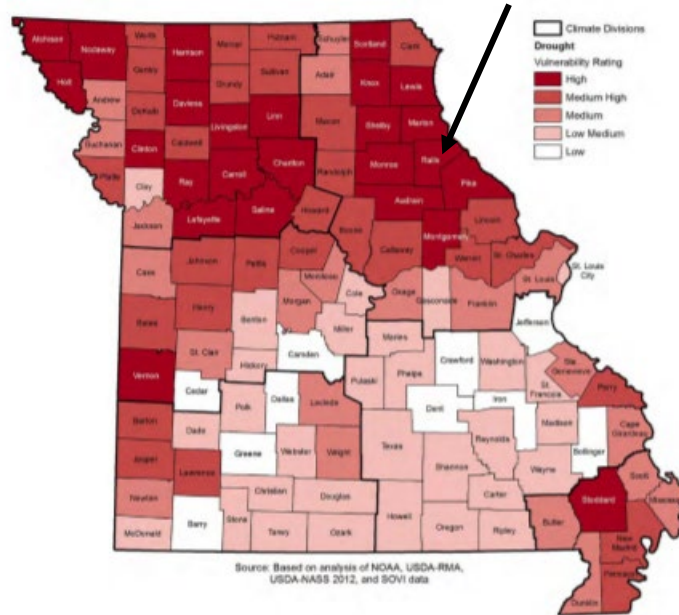 Climate Divisions
Drought
Vulnerability Rating
High
Medium High
Medium
Low Medium
Low
Atchison
Nodaway
Worth
Harrison
Mercer
Putnam
Schuyler
Scotland
Clark
Holt
Gentry
Sullivan
Adair
Knox
Lewis
Andrew
DeKalb
Daviess
Grundy
Livingston
Linn
Macon
Shelby
Marion
Buchanan
Clinton
Caldwell
Chariton
Randolph
Monroe
Ralls
Pike
Platte
Clay
Ray
Carroll
Audrain
Jackson
Lafayette
Saline
Howard
Boone
Callaway
Montgomery
Lincoln
Warren
St. Charles
St. Louis
St. Louis
City
Cass
Johnson
Pettis
Cooper
Moniteau
Cole
Osage
Gasconade
Franklin
Jefferson
Bates
Henry
Benton
Morgan
Miller
Maries
Crawford
Washington
Ste.
Genevieve
St. Clair
Hickory
Camden
Pulaski
Phelps
St.
Francois
Perry
Vernon
Cedar
Polk
Dallas
Laclede
Dent
Iron
Madison
Cape
Girardeau
Barton
Dade
Greene
Webster
Wright
Texas
Reynolds
Bollinger
Jasper
Lawrence
Shannon
Wayne
Scott
Newton
Christian
Douglas
Carter
Stoddard
Mississippi
McDonald
Barry
Stone
Taney
Ozark
Howell
Oregon
Ripley
Butler
New
Madrid
Pemiscot
Dunklin
Source: Based on analysis of NOAA, USDA-RMA,
USDA-NASS 2012, and SOVI data